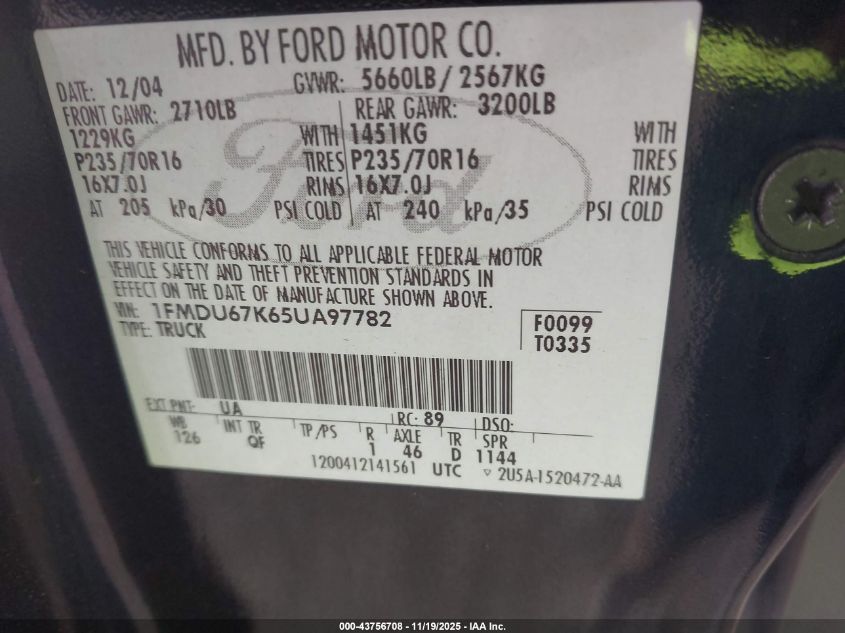 MFD. BY FORD MOTOR CO.
DATE: 12/04 GVWR: 5660LB/ 2567KG
FRONT GAWR: 2710LB REAR GAWR: 3200LB
1229KG WITH 1451KG WITH
P235/70R16 TIRES P235/70R16 TIRES
16X7.0J RIMS 16X7.0J RIMS
AT 205 kPa/30 PSI COLD AT 240 kPa/35 PSI COLD
Ford
THIS VEHICLE CONFORMS TO ALL APPLICABLE FEDERAL MOTOR
VEHICLE SAFETY AND THEFT PREVENTION STANDARDS IN
EFFECT ON THE DATE OF MANUFACTURE SHOWN ABOVE.
VIN: 1FMDU67K65UA97782 F0099
TYPE: TRUCK T0335
EXT PNT: UA RC: 89 DSO:
WB INT TR TP/PS R AXLE TR SPR
126 QF 1 46 D 1144
1200412141561 UTC ▽ 2U5A-1520472-AA
000-43756708 - 11/19/2025 - IAA Inc.